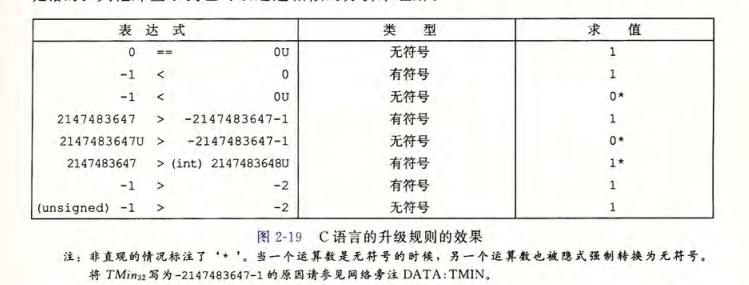 表 达 式 类 型 求 值
0 == 0U 无符号 1
-1 < 0 有符号 1
-1 < 0U 无符号 0*
2147483647 > -2147483647-1 有符号 1
2147483647U > -2147483647-1 无符号 0*
2147483647 > (int) 2147483648U 有符号 1*
-1 > -2 有符号 1
(unsigned) -1 > -2 无符号 1
图 2-19 C 语言的升级规则的效果
注：非直观的情况标注了‘*’。当一个运算数是无符号的时候，另一个运算数也被隐式强制转换为无符号。
将 TMin32写为-2147483647-1 的原因请参见网络旁注 DATA:TMIN。